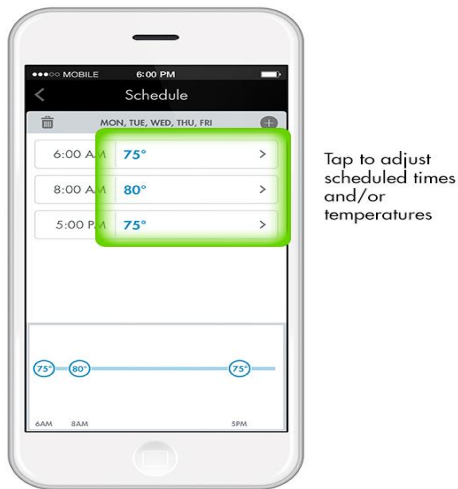 MOBILE 6:00 PM
Schedule
MON, TUE, WED, THU, FRI
6:00 AM 75°
8:00 AM 80°
5:00 PM 75°
Tap to adjust
scheduled times
and/or
temperatures
75° 80° 75°
6AM 8AM 5PM